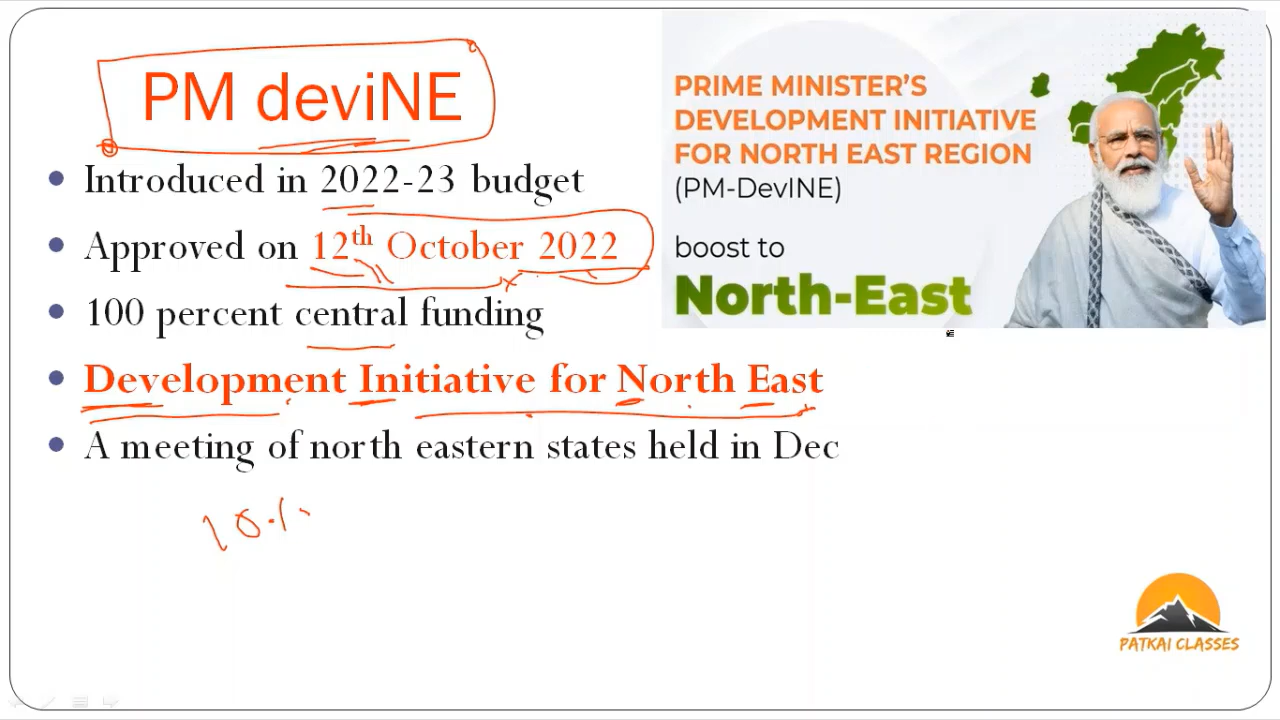 PM deviNE
Introduced in 2022-23 budget
Approved on 12th October 2022
100 percent central funding
Development Initiative for North East
A meeting of north eastern states held in Dec
10%
PRIME MINISTER'S
DEVELOPMENT INITIATIVE
FOR NORTH EAST REGION
(PM-DevINE)
boost to
North-East
PATKAI CLASSES